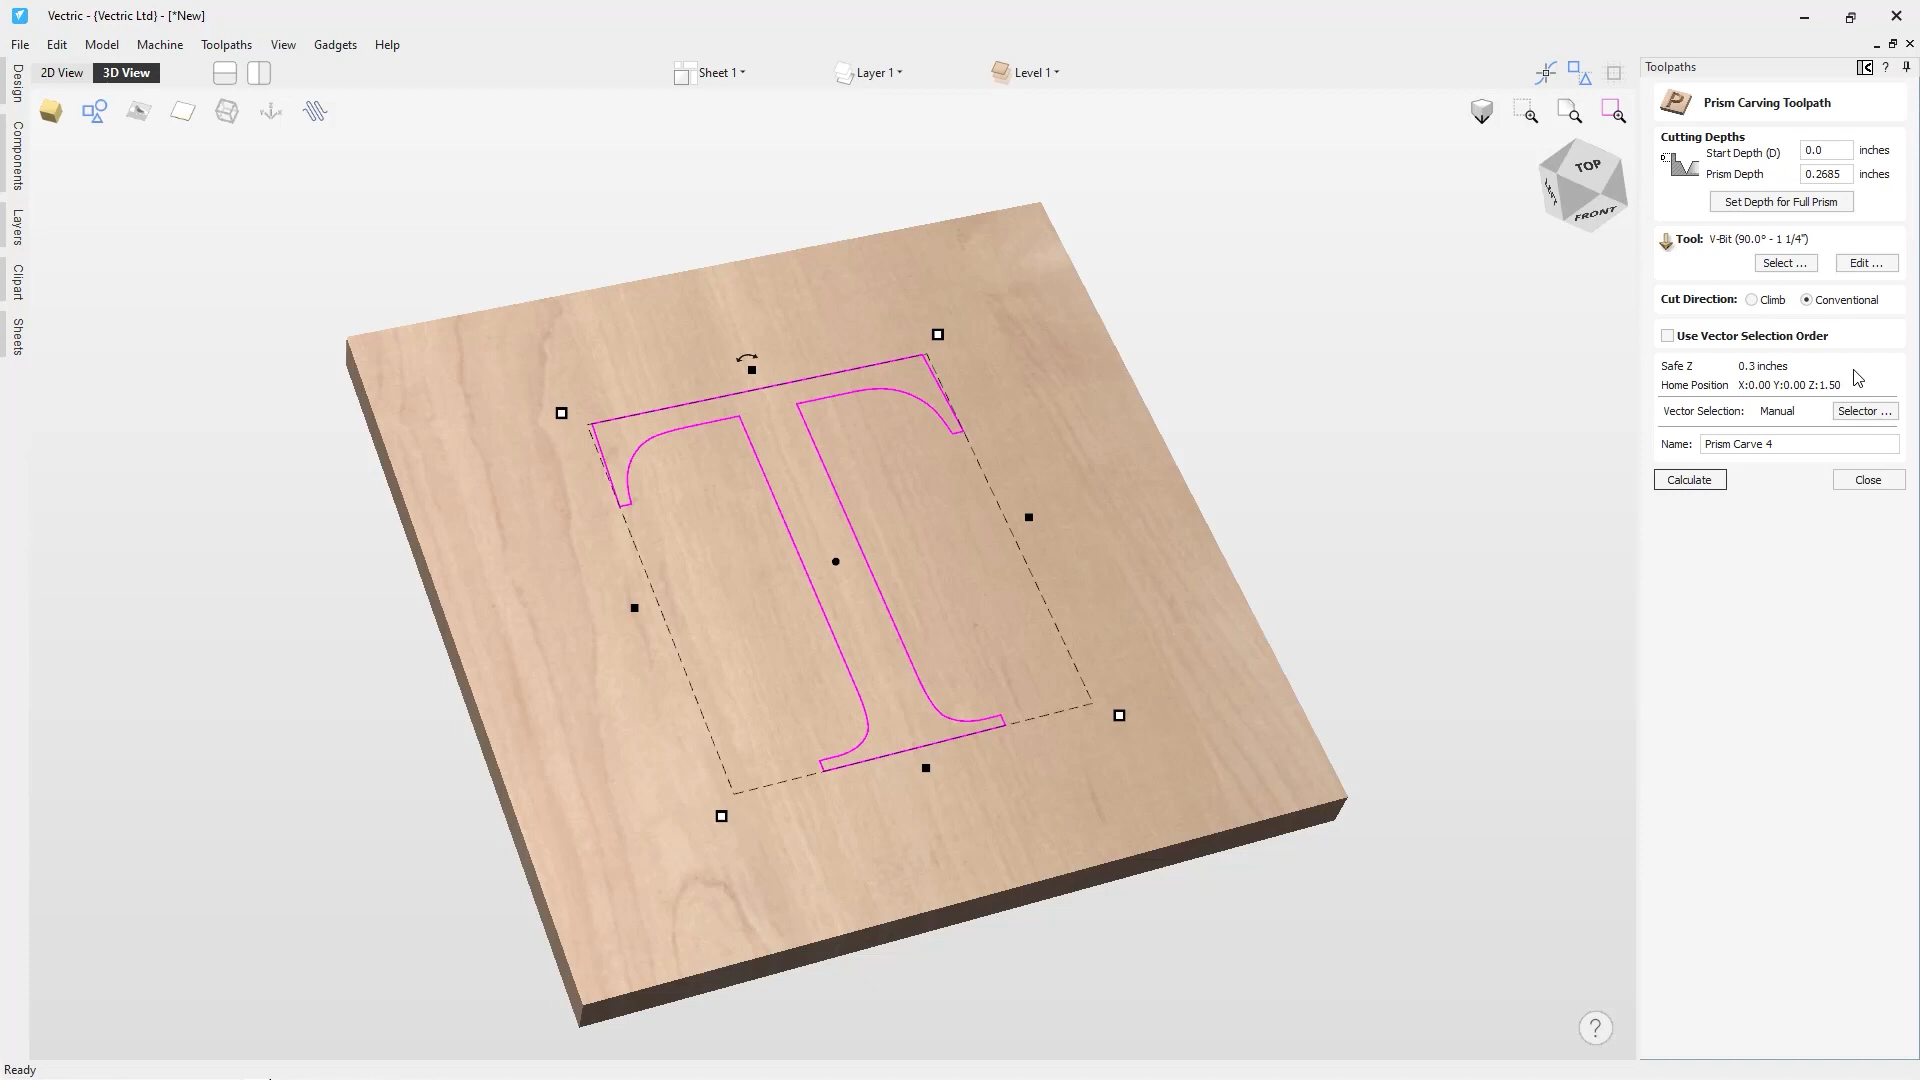 Vectric - {Vectric Ltd} - [*New]
File Edit Model Machine Toolpaths View Gadgets Help
2D View 3D View Sheet 1 Layer 1 Level 1
Design
Components
Layers
Clipart
Sheets
TOP
LEFT
FRONT
Toolpaths ?
P Prism Carving Toolpath
Cutting Depths
Start Depth (D) 0.0 inches
D
Prism Depth 0.2685 inches
Set Depth for Full Prism
Tool: V-Bit (90.0° - 1 1/4")
Select ... Edit ...
Cut Direction: Climb Conventional
Use Vector Selection Order
Safe Z 0.3 inches
Home Position X:0.00 Y:0.00 Z:1.50
Vector Selection: Manual Selector ...
Name: Prism Carve 4
Calculate Close
?
Ready